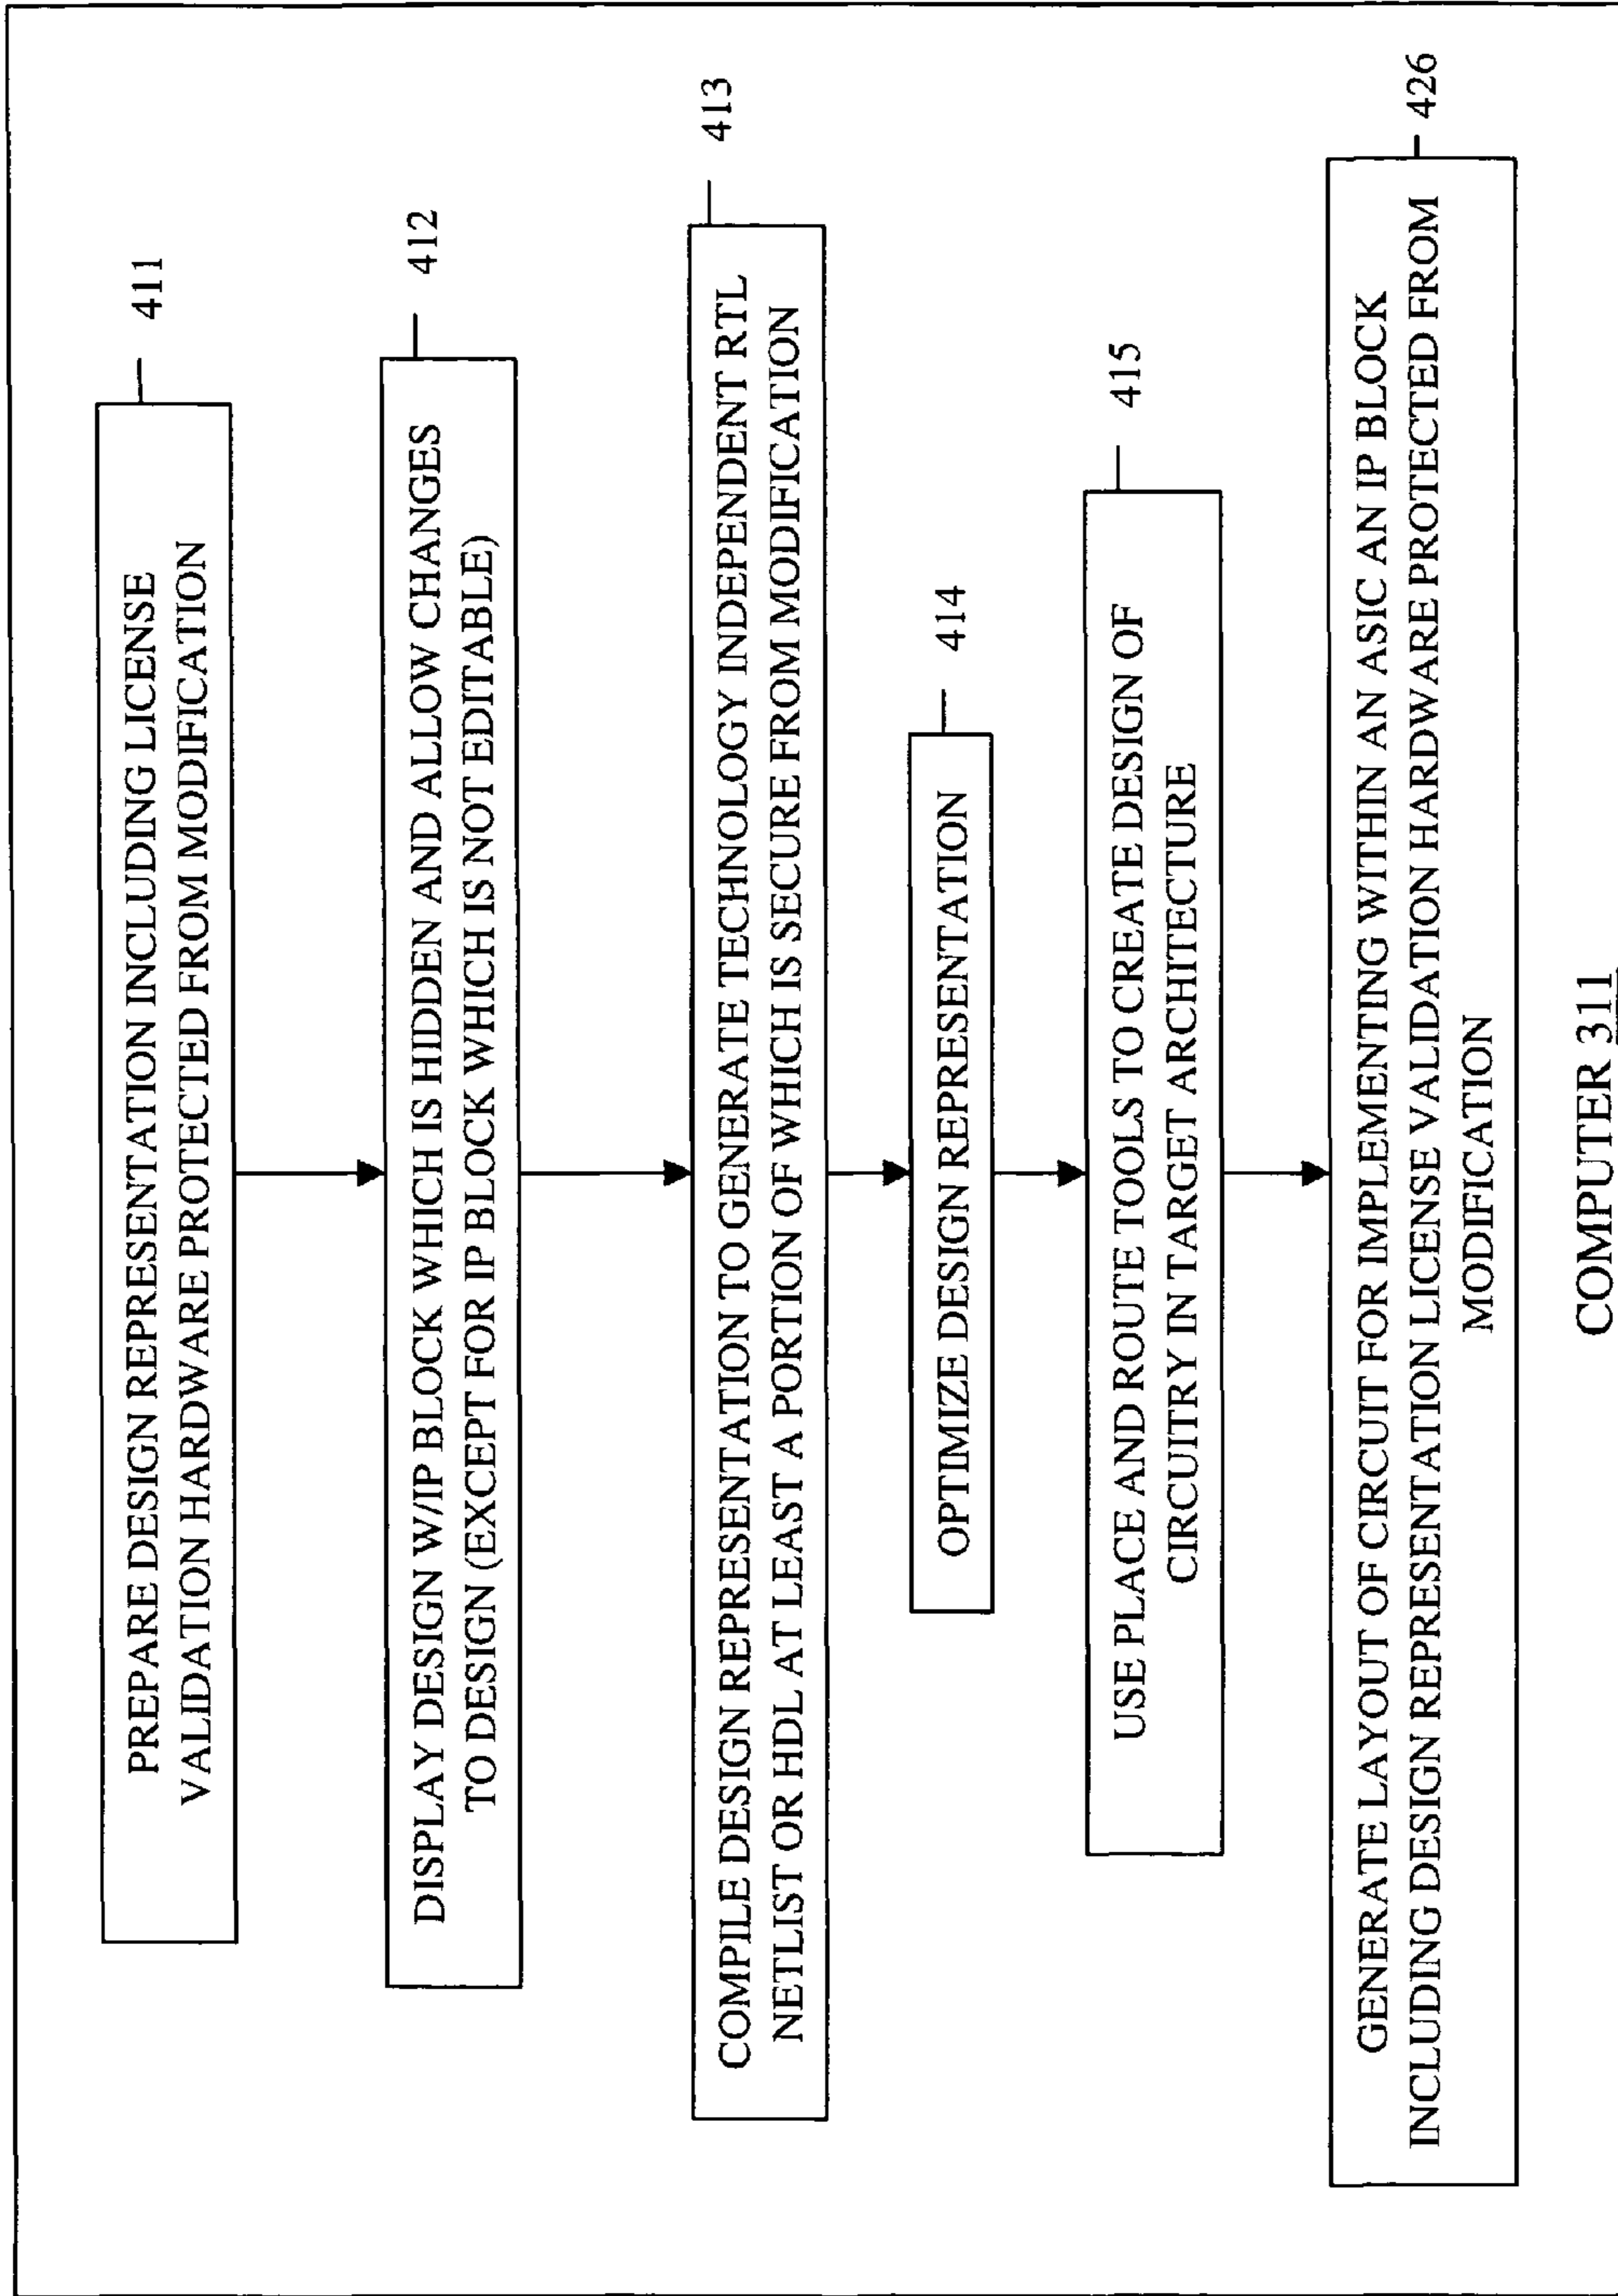 PREPARE DESIGN REPRESENTATION INCLUDING LICENSE
VALIDATION HARDWARE PROTECTED FROM MODIFICATION
411
DISPLAY DESIGN W/IP BLOCK WHICH IS HIDDEN AND ALLOW CHANGES
TO DESIGN (EXCEPT FOR IP BLOCK WHICH IS NOT EDITABLE)
412
COMPILE DESIGN REPRESENTATION TO GENERATE TECHNOLOGY INDEPENDENT RTL
NETLIST OR HDL AT LEAST A PORTION OF WHICH IS SECURE FROM MODIFICATION
413
OPTIMIZE DESIGN REPRESENTATION
414
USE PLACE AND ROUTE TOOLS TO CREATE DESIGN OF
CIRCUITRY IN TARGET ARCHITECTURE
415
GENERATE LAYOUT OF CIRCUIT FOR IMPLEMENTING WITHIN AN ASIC AN IP BLOCK
INCLUDING DESIGN REPRESENTATION LICENSE VALIDATION HARDWARE PROTECTED FROM
MODIFICATION
426
COMPUTER 311